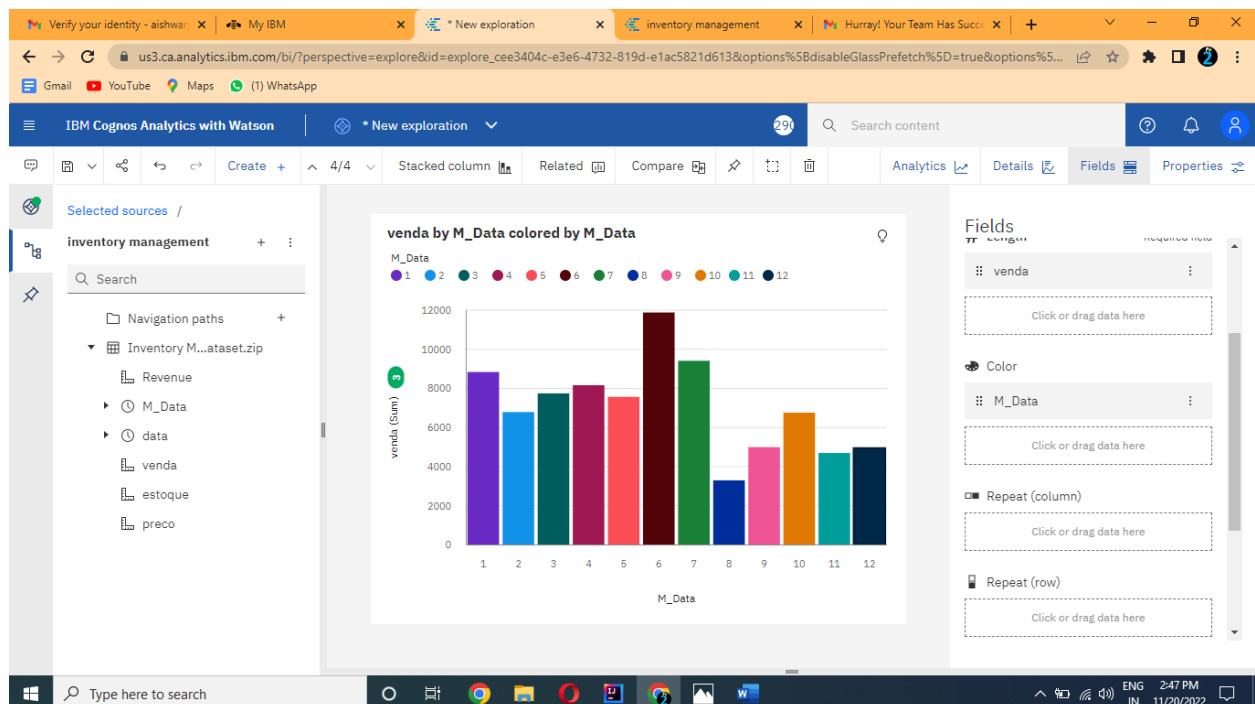 Verify your identity - aishwar
My IBM
* New exploration
inventory management
Hurray! Your Team Has Succe
us3.ca.analytics.ibm.com/bi/?perspective=explore&id=explore_cee3404c-e3e6-4732-819d-e1ac5821d613&options%5BdisableGlassPrefetch%5D=true&options%5...
Gmail YouTube Maps (1) WhatsApp
IBM Cognos Analytics with Watson
* New exploration
290
Search content
Create + 4/4 Stacked column Related Compare Analytics Details Fields Properties
Selected sources /
inventory management
Search
Navigation paths
Inventory M...ataset.zip
Revenue
M_Data
data
venda
estoque
preco
venda by M_Data colored by M_Data
M_Data
1 2 3 4 5 6 7 8 9 10 11 12
12000
10000
8000
6000
4000
2000
0
venda (Sum)
3
1 2 3 4 5 6 7 8 9 10 11 12
M_Data
Fields
Length Required field
venda
Click or drag data here
Color
M_Data
Click or drag data here
Repeat (column)
Click or drag data here
Repeat (row)
Click or drag data here
Type here to search
ENG
IN
2:47 PM
11/20/2022